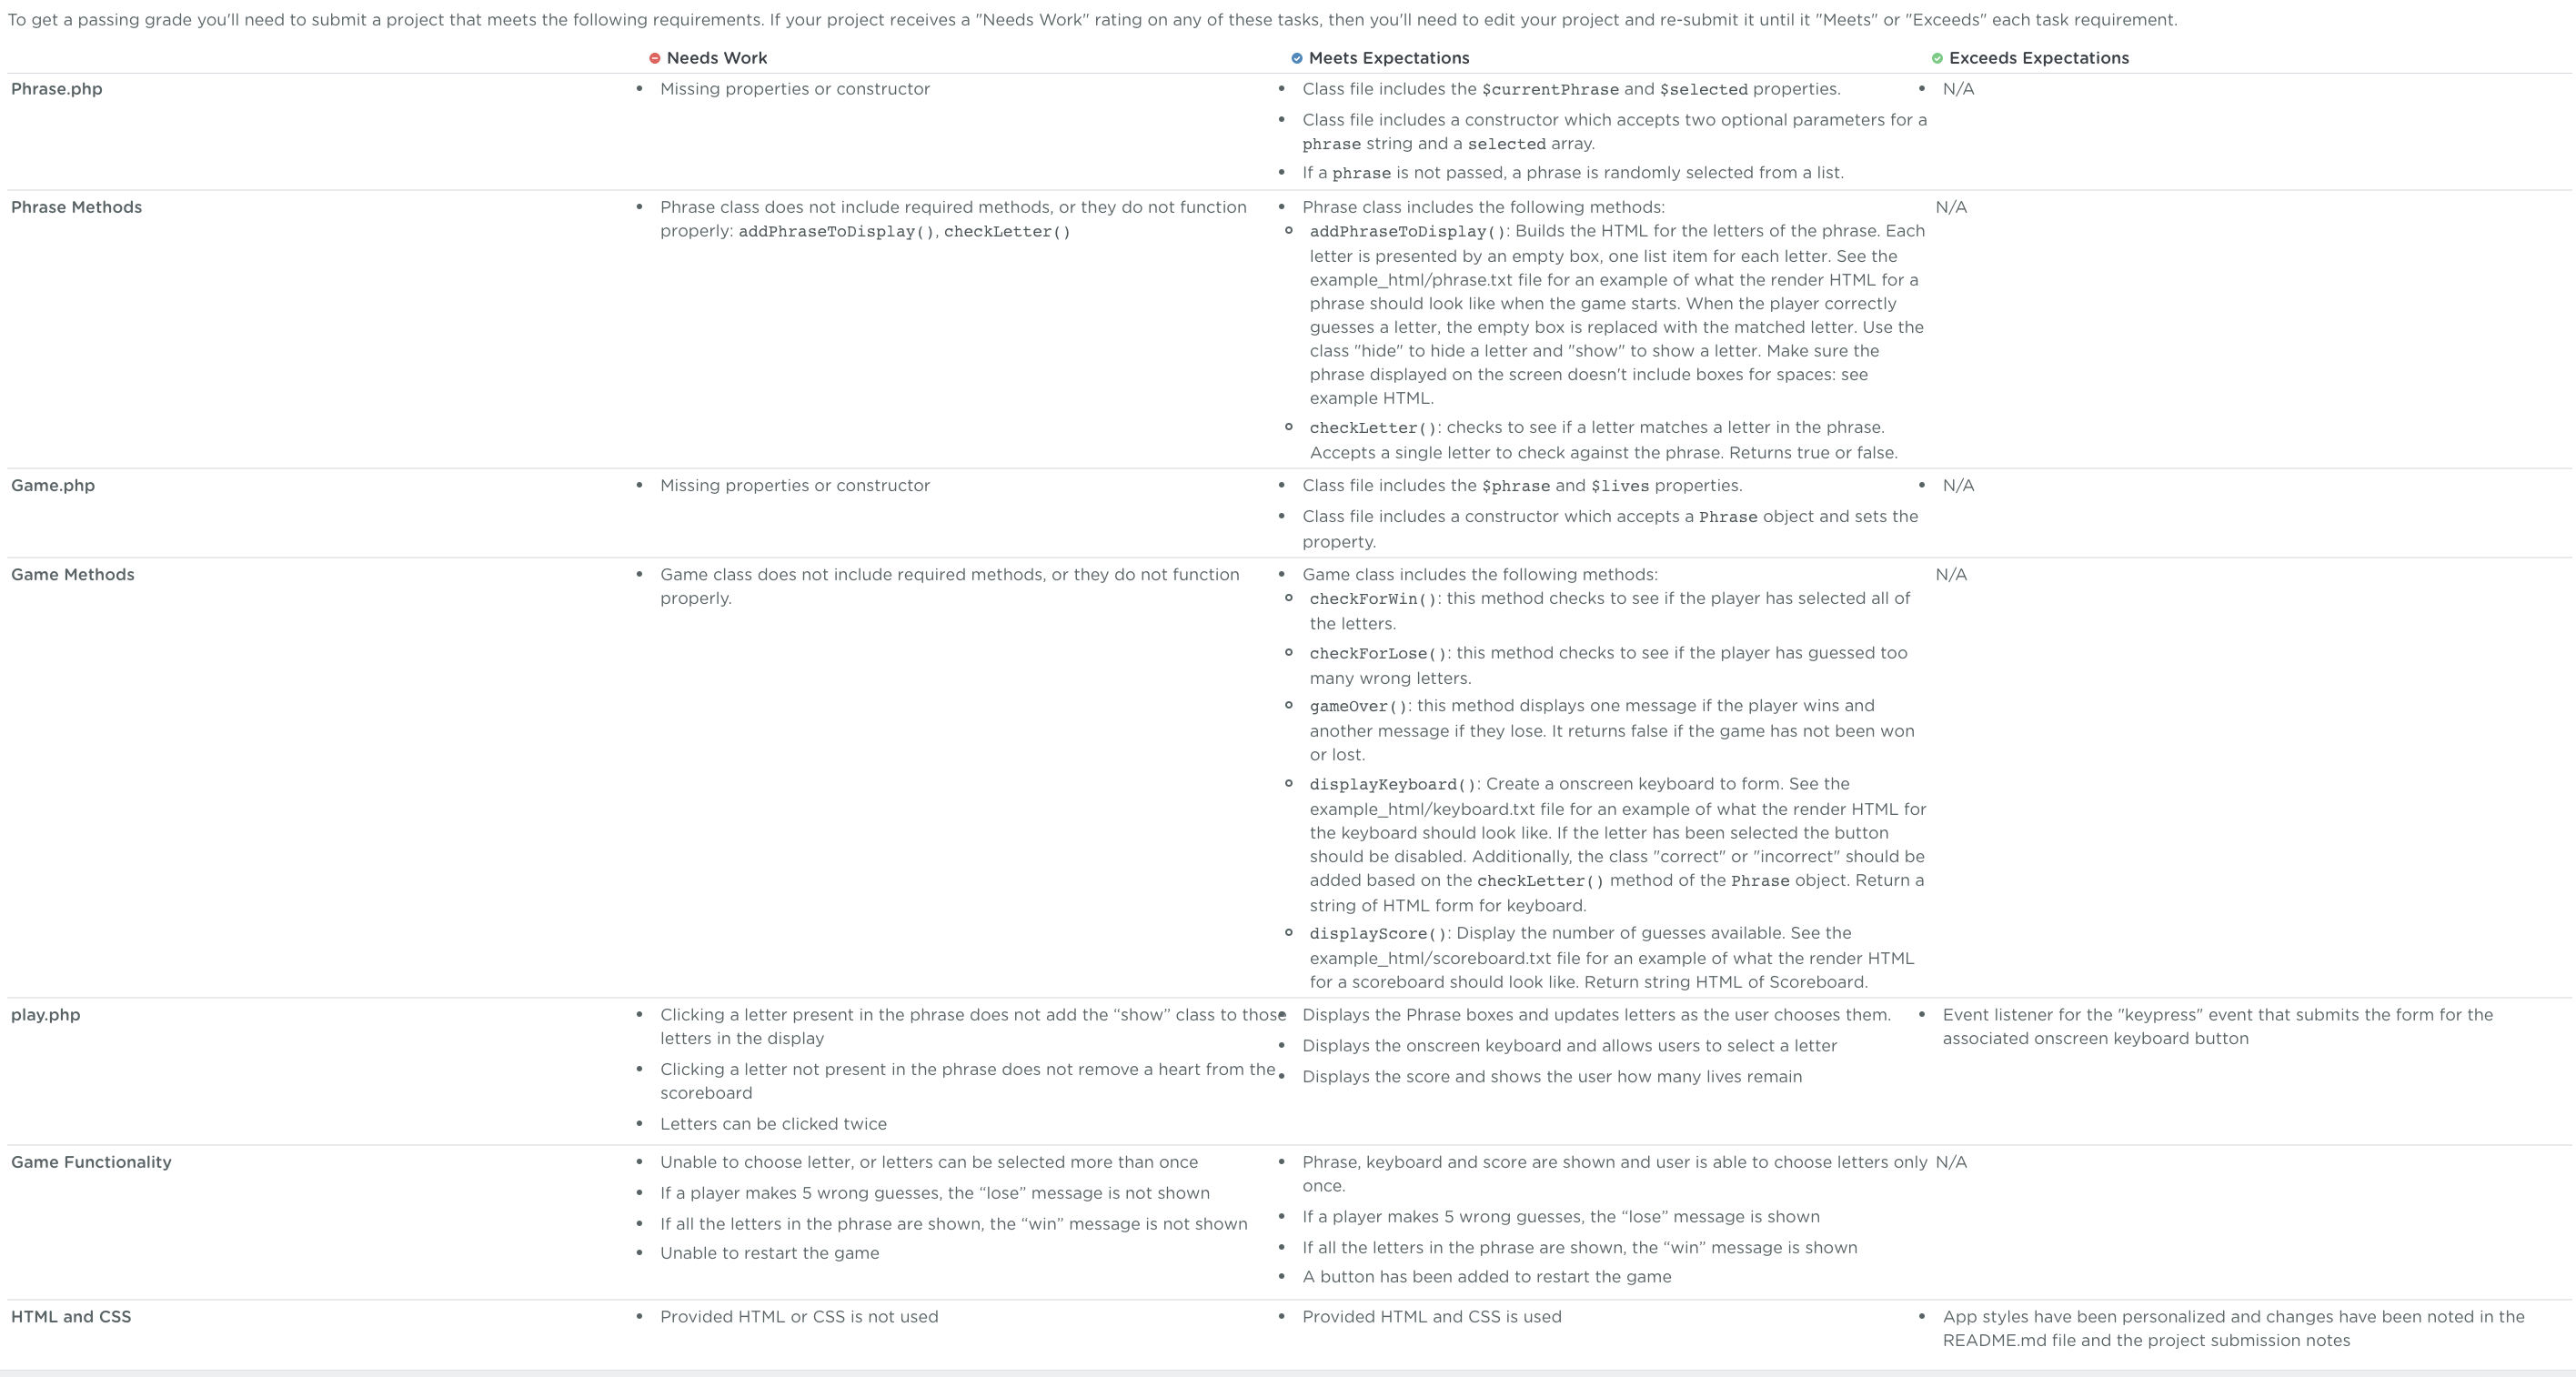 To get a passing grade you'll need to submit a project that meets the following requirements. If your project receives a "Needs Work" rating on any of these tasks, then you'll need to edit your project and re-submit it until it "Meets" or "Exceeds" each task requirement.
Needs Work
Meets Expectations
Exceeds Expectations
Phrase.php
Missing properties or constructor
Class file includes the $currentPhrase and $selected properties.
Class file includes a constructor which accepts two optional parameters for a
phrase string and a selected array.
If a phrase is not passed, a phrase is randomly selected from a list.
N/A
Phrase Methods
Phrase class does not include required methods, or they do not function
properly: addPhraseToDisplay(), checkLetter()
Phrase class includes the following methods:
addPhraseToDisplay(): Builds the HTML for the letters of the phrase. Each
letter is presented by an empty box, one list item for each letter. See the
example_html/phrase.txt file for an example of what the render HTML for a
phrase should look like when the game starts. When the player correctly
guesses a letter, the empty box is replaced with the matched letter. Use the
class "hide" to hide a letter and "show" to show a letter. Make sure the
phrase displayed on the screen doesn't include boxes for spaces: see
example HTML.
checkLetter(): checks to see if a letter matches a letter in the phrase.
Accepts a single letter to check against the phrase. Returns true or false.
N/A
Game.php
Missing properties or constructor
Class file includes the $phrase and $lives properties.
Class file includes a constructor which accepts a Phrase object and sets the
property.
N/A
Game Methods
Game class does not include required methods, or they do not function
properly.
Game class includes the following methods:
checkForWin(): this method checks to see if the player has selected all of
the letters.
checkForLose(): this method checks to see if the player has guessed too
many wrong letters.
gameOver(): this method displays one message if the player wins and
another message if they lose. It returns false if the game has not been won
or lost.
displayKeyboard(): Create a onscreen keyboard to form. See the
example_html/keyboard.txt file for an example of what the render HTML for
the keyboard should look like. If the letter has been selected the button
should be disabled. Additionally, the class "correct" or "incorrect" should be
added based on the checkLetter() method of the Phrase object. Return a
string of HTML form for keyboard.
displayScore(): Display the number of guesses available. See the
example_html/scoreboard.txt file for an example of what the render HTML
for a scoreboard should look like. Return string HTML of Scoreboard.
N/A
play.php
Clicking a letter present in the phrase does not add the “show” class to those
letters in the display
Clicking a letter not present in the phrase does not remove a heart from the
scoreboard
Letters can be clicked twice
Displays the Phrase boxes and updates letters as the user chooses them.
Displays the onscreen keyboard and allows users to select a letter
Displays the score and shows the user how many lives remain
Event listener for the "keypress" event that submits the form for the
associated onscreen keyboard button
Game Functionality
Unable to choose letter, or letters can be selected more than once
If a player makes 5 wrong guesses, the “lose” message is not shown
If all the letters in the phrase are shown, the “win” message is not shown
Unable to restart the game
Phrase, keyboard and score are shown and user is able to choose letters only
once.
If a player makes 5 wrong guesses, the “lose” message is shown
If all the letters in the phrase are shown, the “win” message is shown
A button has been added to restart the game
N/A
HTML and CSS
Provided HTML or CSS is not used
Provided HTML and CSS is used
App styles have been personalized and changes have been noted in the
README.md file and the project submission notes